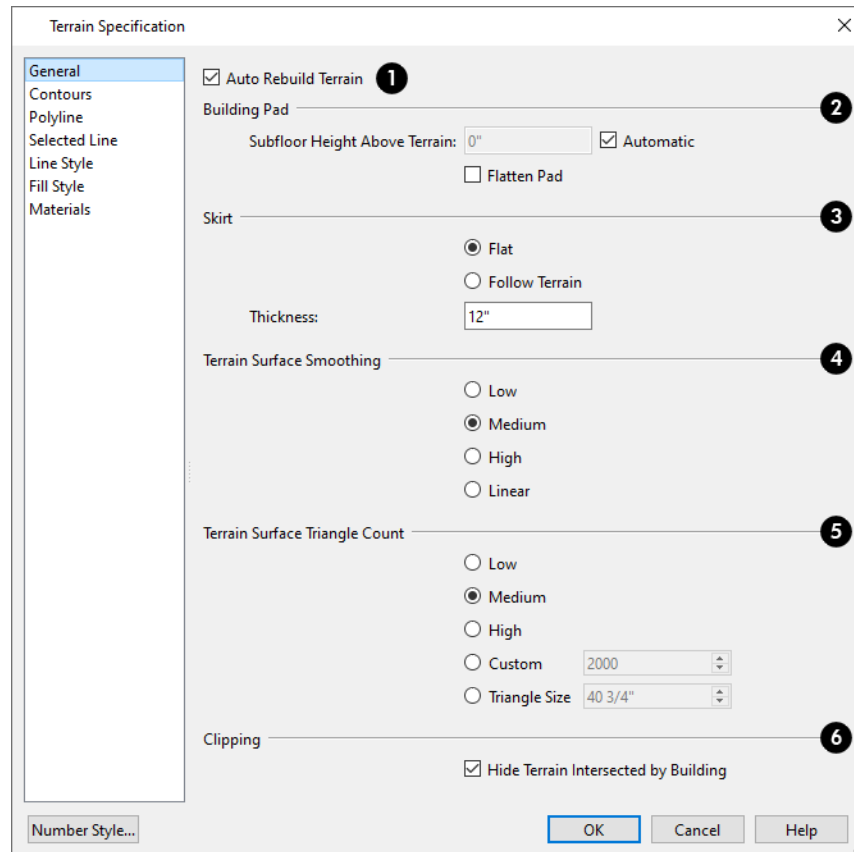 Terrain Specification
General
Contours
Polyline
Selected Line
Line Style
Fill Style
Materials
Auto Rebuild Terrain 1
Building Pad 2
Subfloor Height Above Terrain: 0" Automatic
Flatten Pad
Skirt 3
Flat
Follow Terrain
Thickness: 12"
Terrain Surface Smoothing 4
Low
Medium
High
Linear
Terrain Surface Triangle Count 5
Low
Medium
High
Custom 2000
Triangle Size 40 3/4"
Clipping 6
Hide Terrain Intersected by Building
Number Style... OK Cancel Help